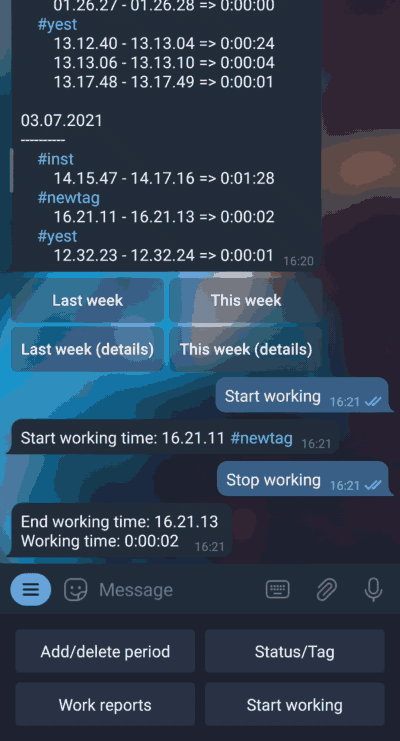 01.26.27 - 01.26.28 => 0:00:00
#yest
13.12.40 - 13.13.04 => 0:00:24
13.13.06 - 13.13.10 => 0:00:04
13.17.48 - 13.17.49 => 0:00:01
03.07.2021
----------
#inst
14.15.47 - 14.17.16 => 0:01:28
#newtag
16.21.11 - 16.21.13 => 0:00:02
#yest
12.32.23 - 12.32.24 => 0:00:01 16:20
Last week This week
Last week (details) This week (details)
Start working 16:21
Start working time: 16.21.11 #newtag 16:21
Stop working 16:21
End working time: 16.21.13
Working time: 0:00:02 16:21
Message
Add/delete period Status/Tag
Work reports Start working